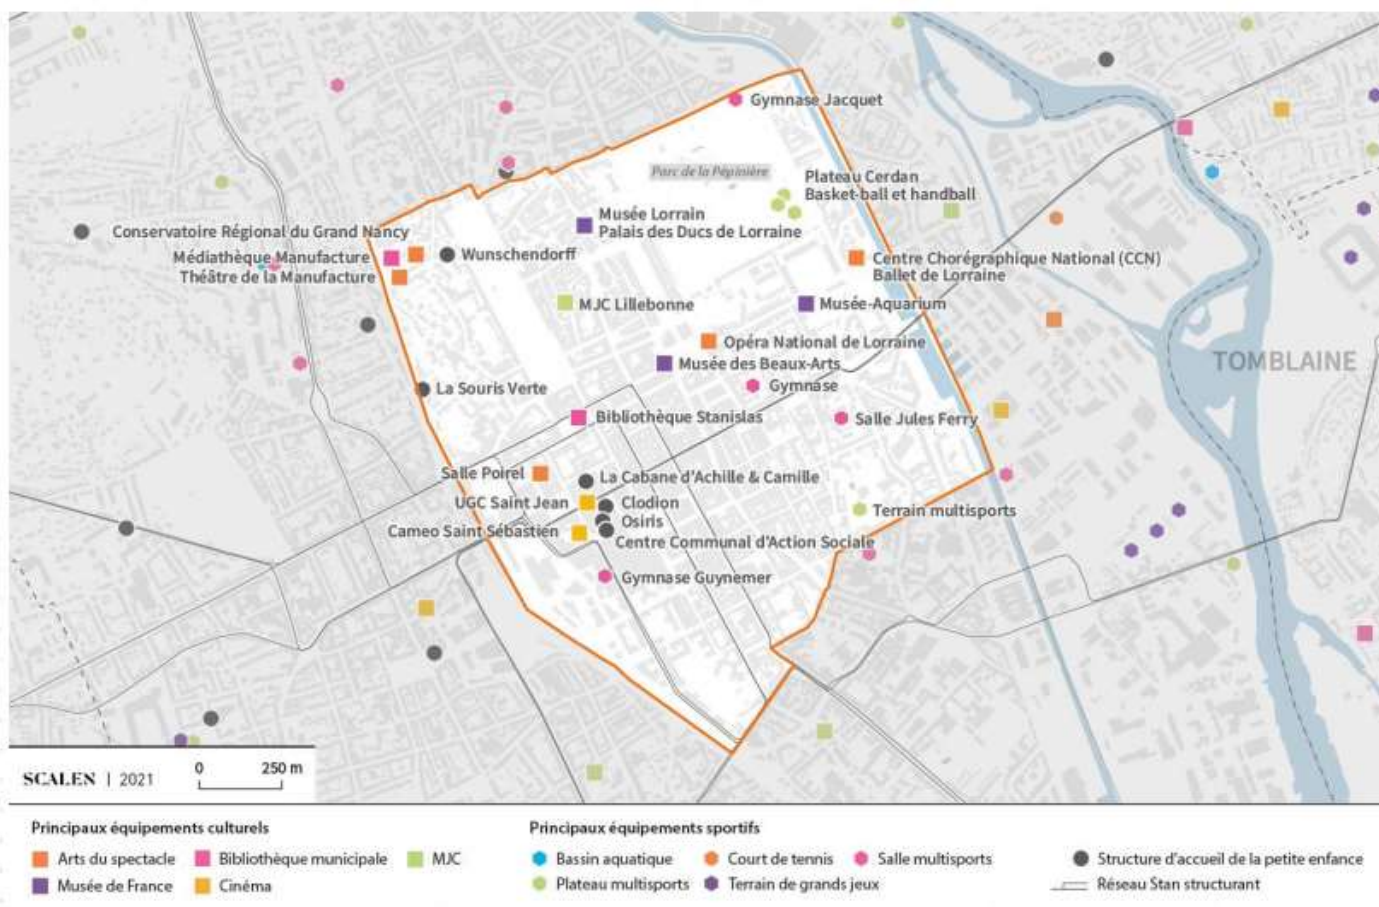 Gymnase Jacquet
Parc de la Pépinière
Plateau Cerdan
Basket-ball et handball
Musée Lorrain
Palais des Ducs de Lorraine
Conservatoire Régional du Grand Nancy
Médiathèque Manufacture
Théâtre de la Manufacture
Wunschendorff
Centre Chorégraphique National (CCN)
Ballet de Lorraine
MJC Lillebonne
Musée-Aquarium
Opéra National de Lorraine
Musée des Beaux-Arts
TOMBLAINE
La Souris Verte
Gymnase
Bibliothèque Stanislas
Salle Jules Ferry
Salle Poirel
La Cabane d'Achille & Camille
UGC Saint Jean
Clodion
Terrain multisports
Osiris
Cameo Saint Sébastien
Centre Communal d'Action Sociale
Gymnase Guynemer
SCALEN | 2021
0 250 m
Principaux équipements culturels
Arts du spectacle
Bibliothèque municipale
MJC
Musée de France
Cinéma
Principaux équipements sportifs
Bassin aquatique
Court de tennis
Salle multisports
Plateau multisports
Terrain de grands jeux
Structure d'accueil de la petite enfance
Réseau Stan structurant